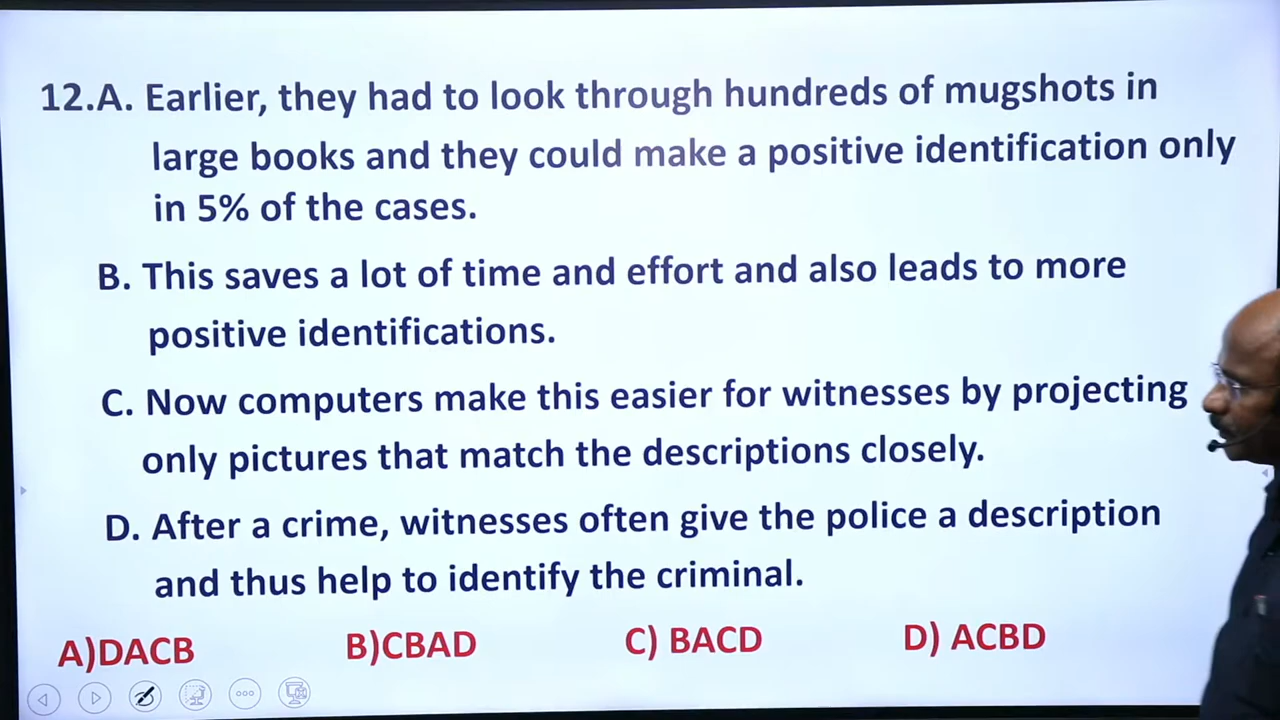 12.A. Earlier, they had to look through hundreds of mugshots in
large books and they could make a positive identification only
in 5% of the cases.
B. This saves a lot of time and effort and also leads to more
positive identifications.
C. Now computers make this easier for witnesses by projecting
only pictures that match the descriptions closely.
D. After a crime, witnesses often give the police a description
and thus help to identify the criminal.
A)DACB B)CBAD C) BACD D) ACBD